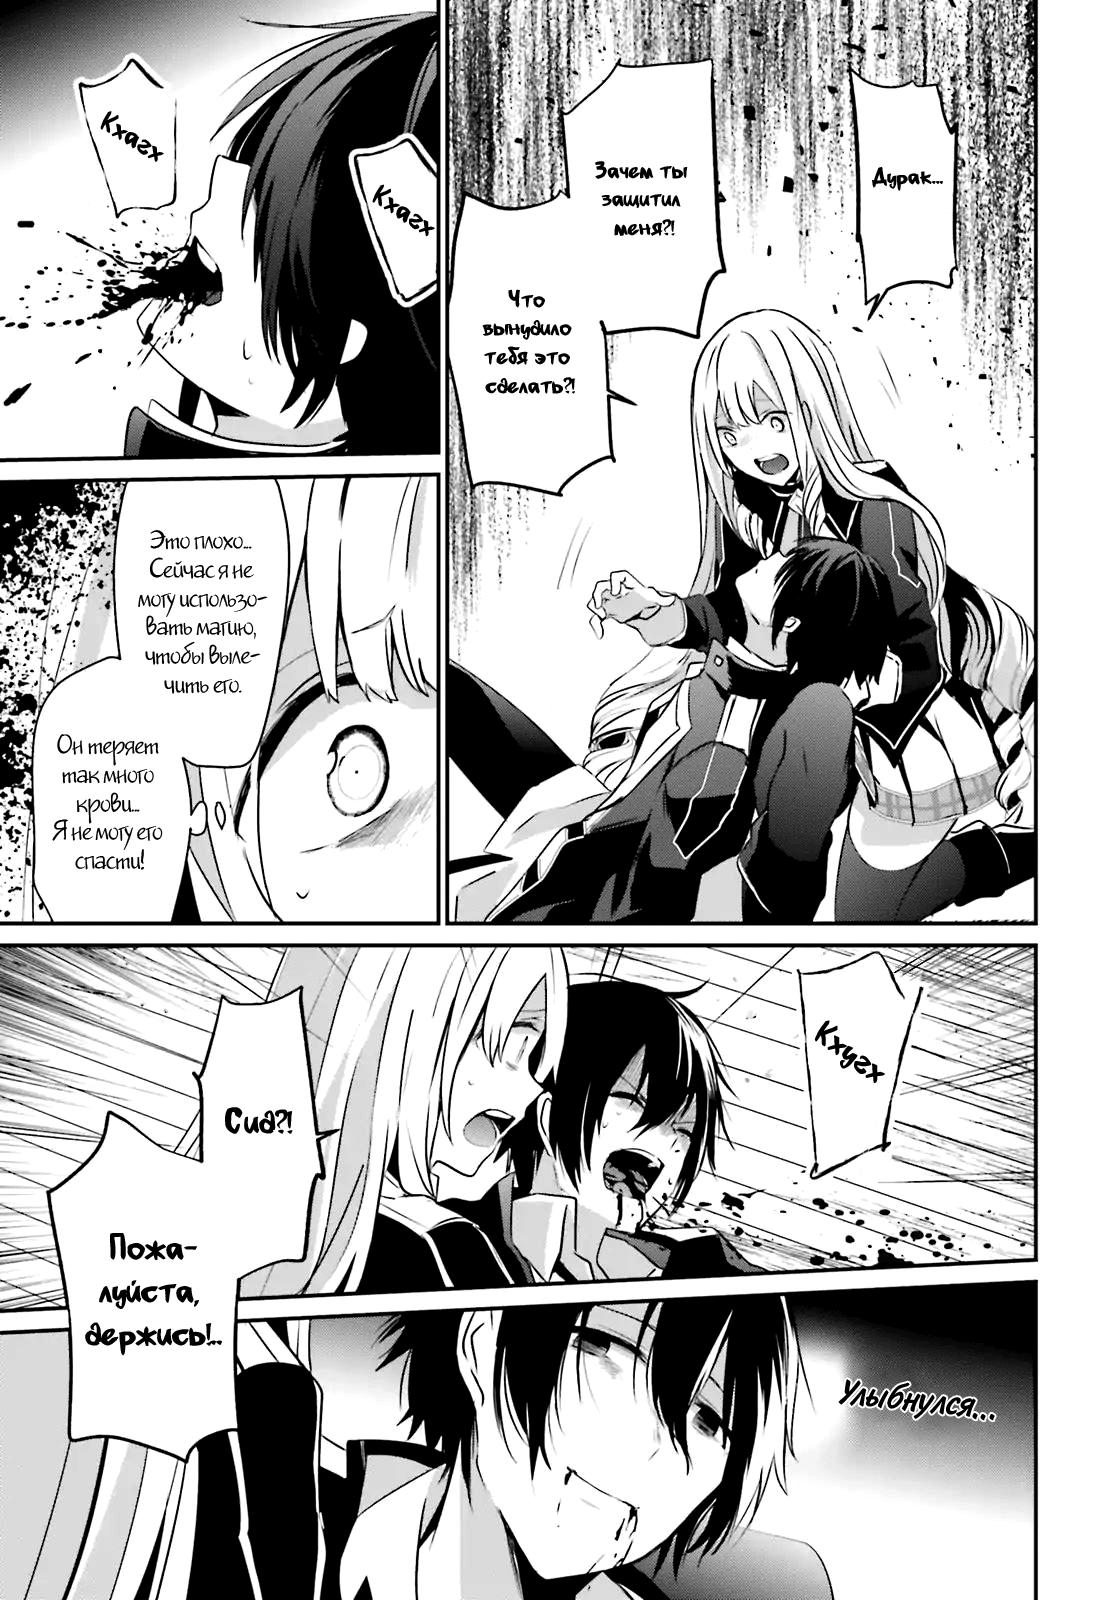 Дурак...
Зачем ты
защитил
меня?!
Что
вынудило
тебя это
сделать?!
Кхагх
Кхагх
Это плохо...
Сейчас я не
могу использо-
вать магию,
чтобы выле-
чить его.
Он теряет
так много
крови...
Я не могу его
спасти!
Кхугх
Сид?!
Пожа-
луйста,
держись!..
Улыбнулся...